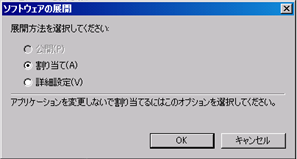 ソフトウェアの展開
展開方法を選択してください:
公開(P)
割り当て(A)
詳細設定(V)
アプリケーションを変更しないで割り当てるにはこのオプションを選択してください。
OK
キャンセル